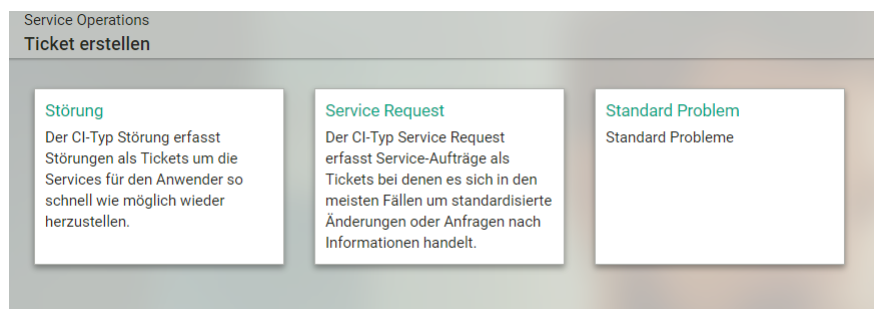 Service Operations
Ticket erstellen
Störung
Der CI-Typ Störung erfasst
Störungen als Tickets um die
Services für den Anwender so
schnell wie möglich wieder
herzustellen.
Service Request
Der CI-Typ Service Request
erfasst Service-Aufträge als
Tickets bei denen es sich in den
meisten Fällen um standardisierte
Änderungen oder Anfragen nach
Informationen handelt.
Standard Problem
Standard Probleme